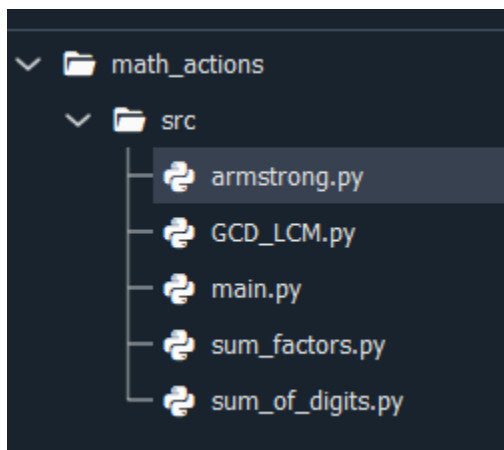 math_actions
src
armstrong.py
GCD_LCM.py
main.py
sum_factors.py
sum_of_digits.py